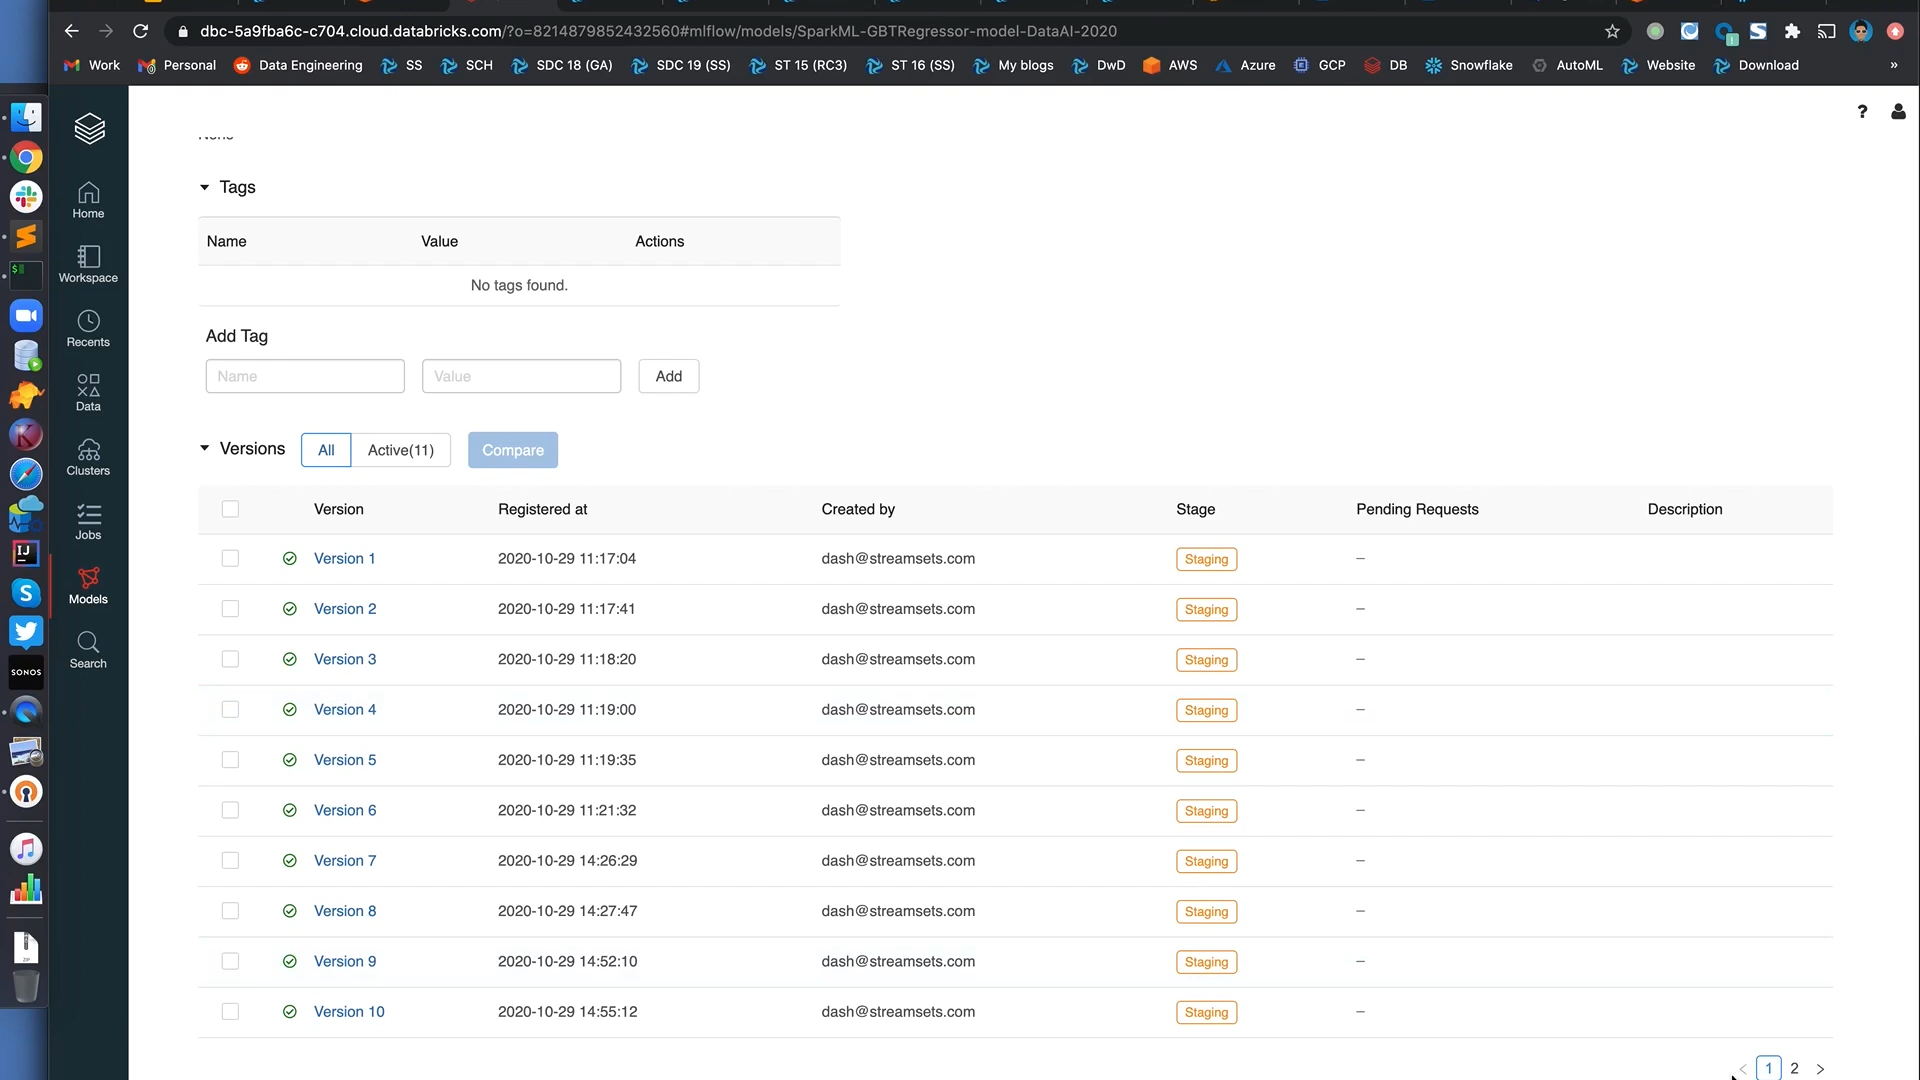 dbc-5a9fba6c-c704.cloud.databricks.com/?o=8214879852432560#mlflow/models/SparkML-GBTRegressor-model-DataAI-2020
Work Personal Data Engineering SS SCH SDC 18 (GA) SDC 19 (SS) ST 15 (RC3) ST 16 (SS) My blogs DwD AWS Azure GCP DB Snowflake AutoML Website Download »
?
Home
Workspace
Recents
Data
Clusters
Jobs
Models
Search
SONOS
Tags
Name Value Actions
No tags found.
Add Tag
Name Value Add
Versions All Active(11) Compare
Version Registered at Created by Stage Pending Requests Description
Version 1 2020-10-29 11:17:04 dash@streamsets.com Staging –
Version 2 2020-10-29 11:17:41 dash@streamsets.com Staging –
Version 3 2020-10-29 11:18:20 dash@streamsets.com Staging –
Version 4 2020-10-29 11:19:00 dash@streamsets.com Staging –
Version 5 2020-10-29 11:19:35 dash@streamsets.com Staging –
Version 6 2020-10-29 11:21:32 dash@streamsets.com Staging –
Version 7 2020-10-29 14:26:29 dash@streamsets.com Staging –
Version 8 2020-10-29 14:27:47 dash@streamsets.com Staging –
Version 9 2020-10-29 14:52:10 dash@streamsets.com Staging –
Version 10 2020-10-29 14:55:12 dash@streamsets.com Staging –
< 1 2 >